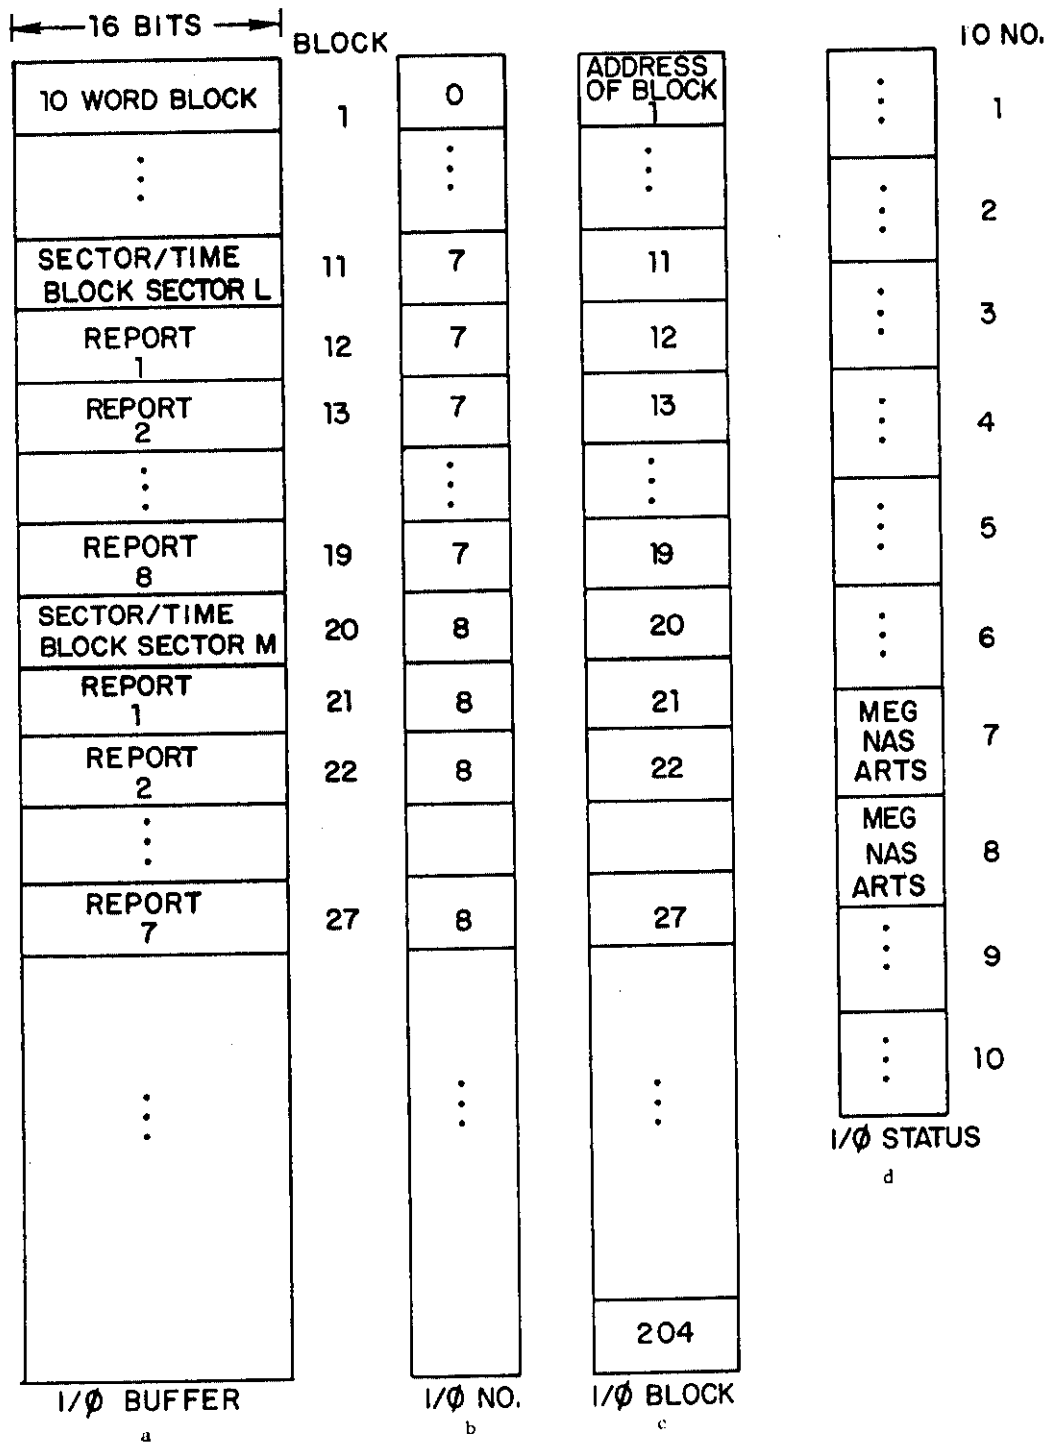 16 BITS
BLOCK
10 WORD BLOCK
1
SECTOR/TIME
BLOCK SECTOR L
11
REPORT
1
12
REPORT
2
13
REPORT
8
19
SECTOR/TIME
BLOCK SECTOR M
20
REPORT
1
21
REPORT
2
22
REPORT
7
27
I/Ø BUFFER
a
0
7
7
7
7
8
8
8
8
I/Ø NO.
b
ADDRESS
OF BLOCK
1
11
12
13
19
20
21
22
27
204
I/Ø BLOCK
c
IO NO.
1
2
3
4
5
6
MEG
NAS
ARTS
7
MEG
NAS
ARTS
8
9
10
I/Ø STATUS
d